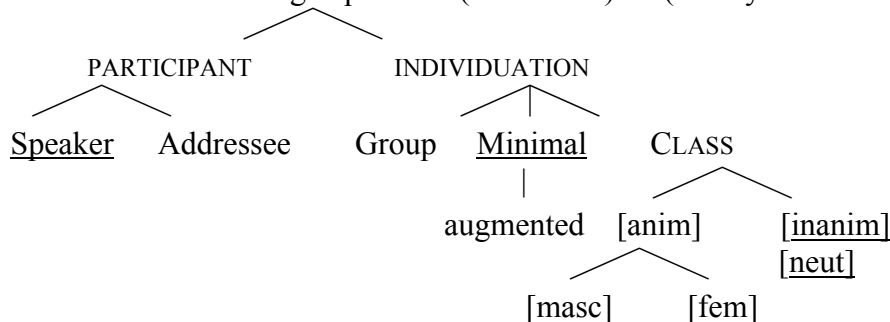 PARTICIPANT INDIVIDUATION
Speaker Addressee Group Minimal CLASS
augmented [anim] [inanim]
[neut]
[masc] [fem]